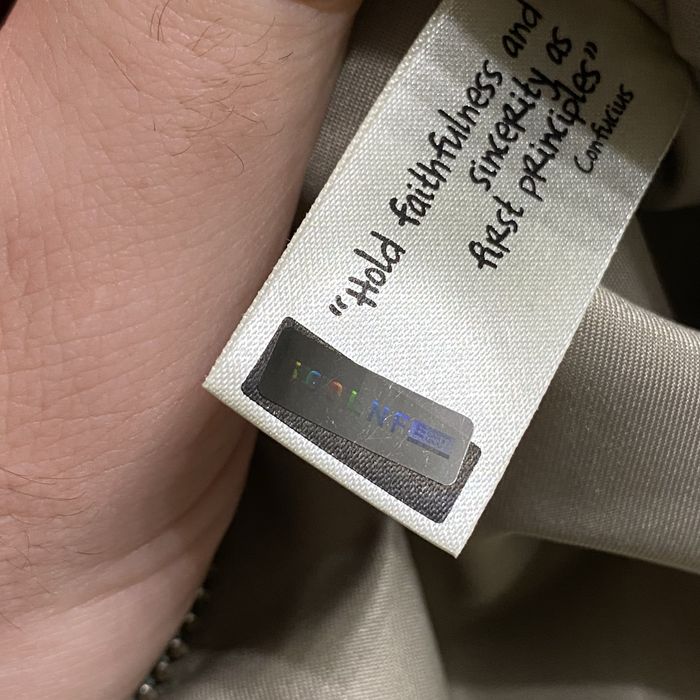 "Hold faithfulness and
sincerity as
first principles"
Confucius